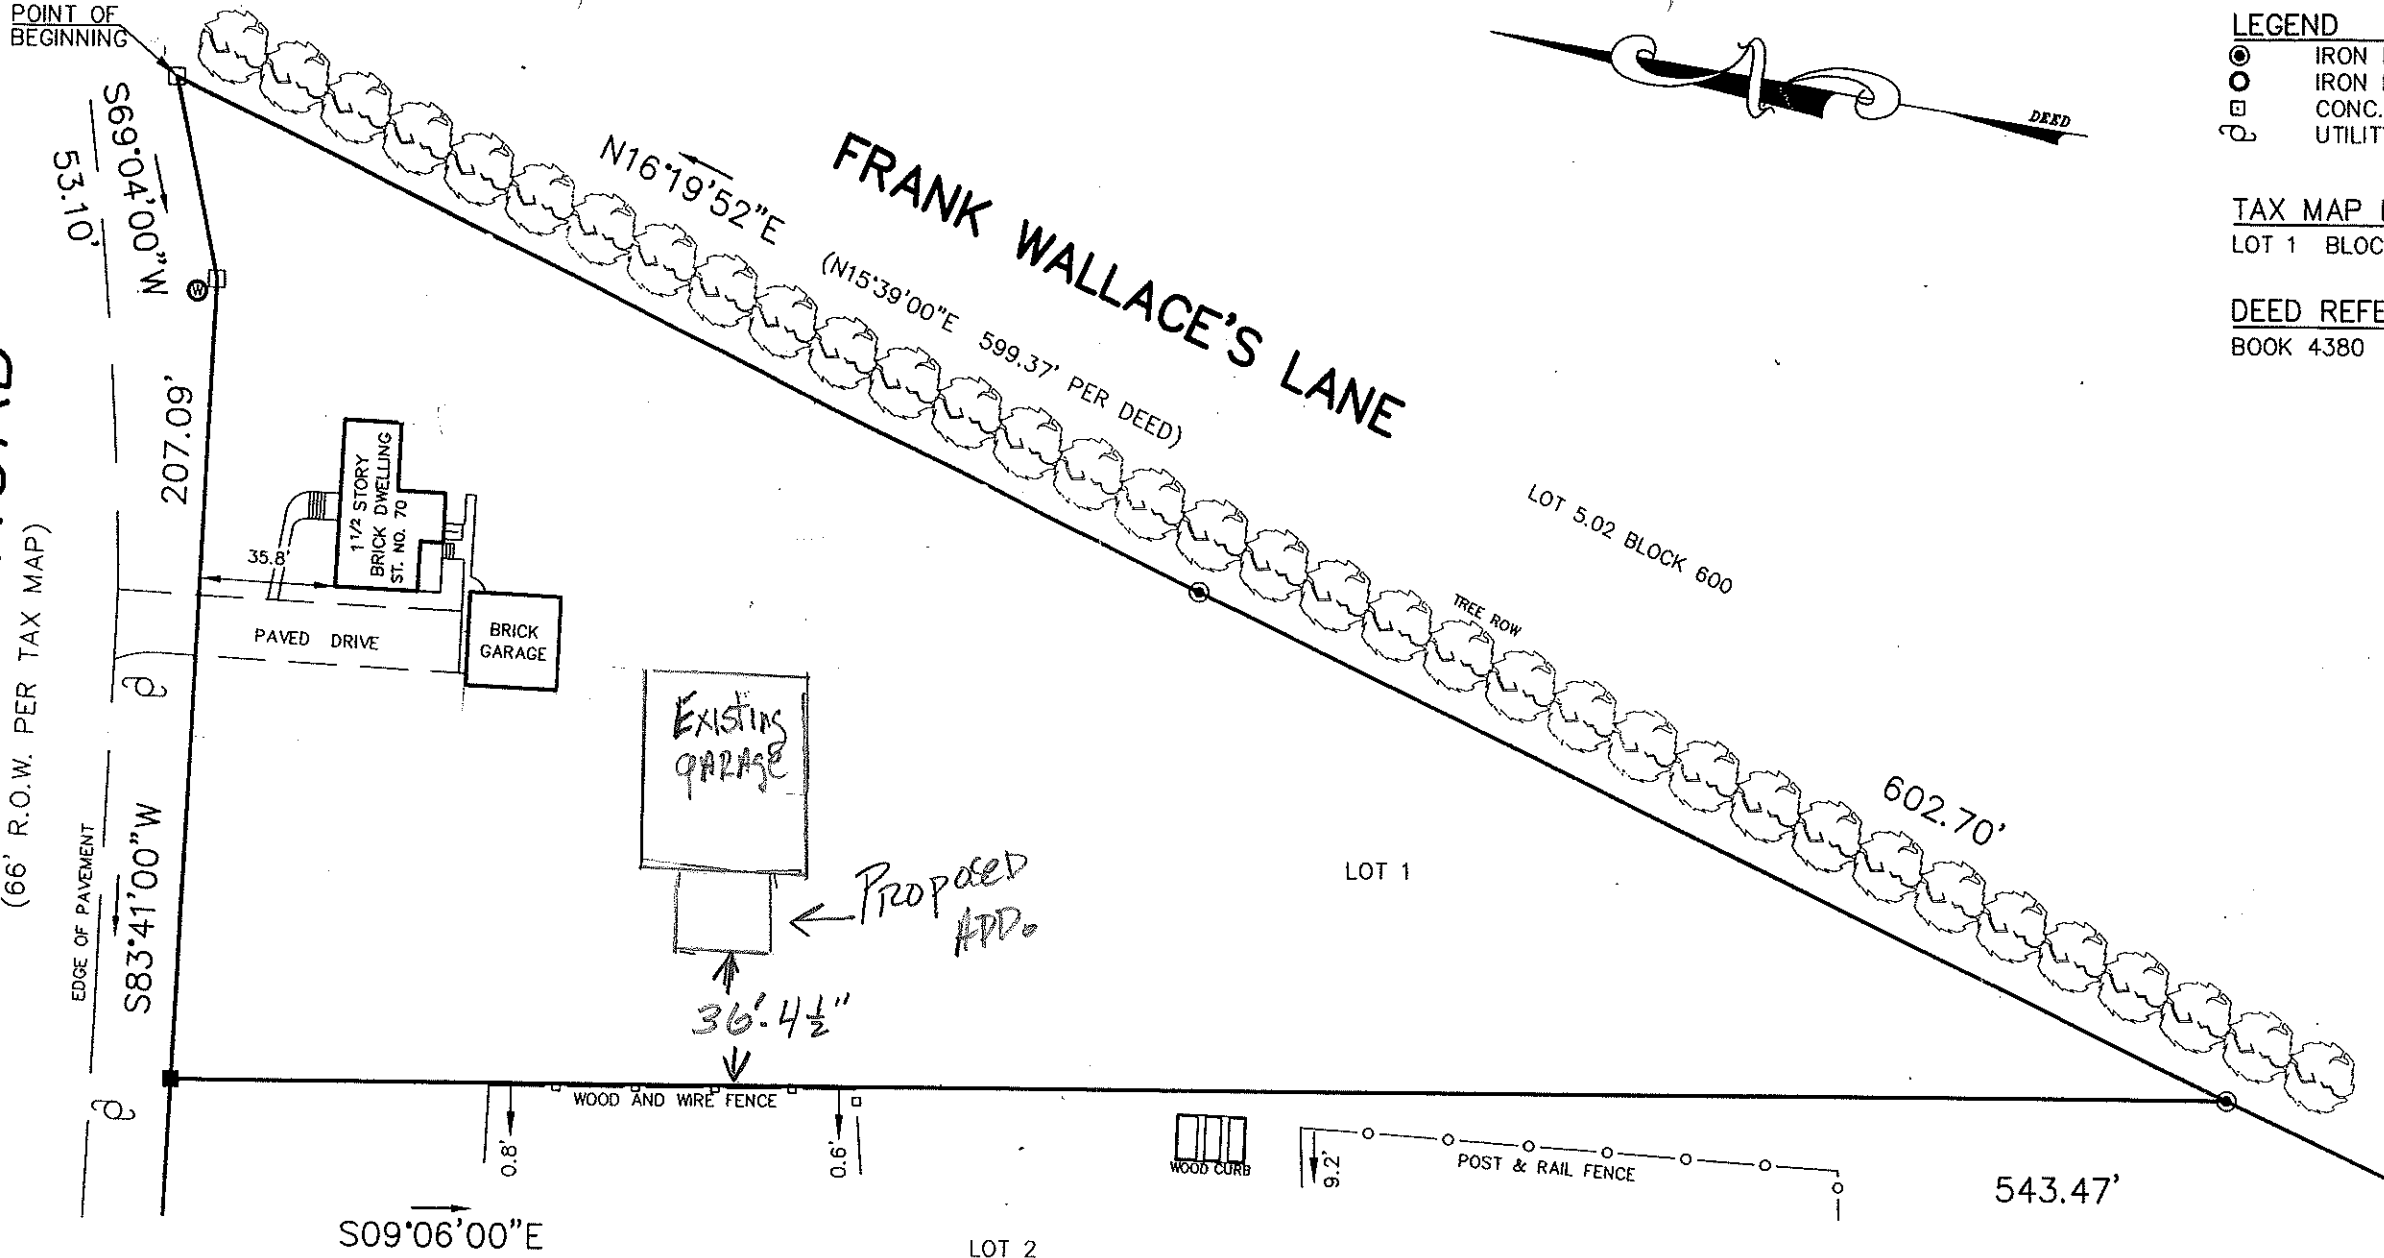 POINT OF
BEGINNING
S69°04'00"W
53.10'
207.09'
(66' R.O.W. PER TAX MAP)
EDGE OF PAVEMENT
S83°41'00"W
35.8'
1 1/2 STORY
BRICK DWELLING
ST. NO. 70
PAVED DRIVE
BRICK
GARAGE
Existing
GARAGE
PROPOSED
ADD.
36'. 4 1/2"
N16°19'52"E
(N15°39'00"E 599.37' PER DEED)
FRANK WALLACE'S LANE
LOT 5.02 BLOCK 600
TREE ROW
602.70'
LOT 1
WOOD AND WIRE FENCE
0.8'
0.6'
WOOD CURB
9.2'
POST & RAIL FENCE
543.47'
S09°06'00"E
LOT 2
W
N
DEED
LEGEND
IRON
IRON
CONC.
UTILIT
TAX MAP
LOT 1 BLOC
DEED REFE
BOOK 4380